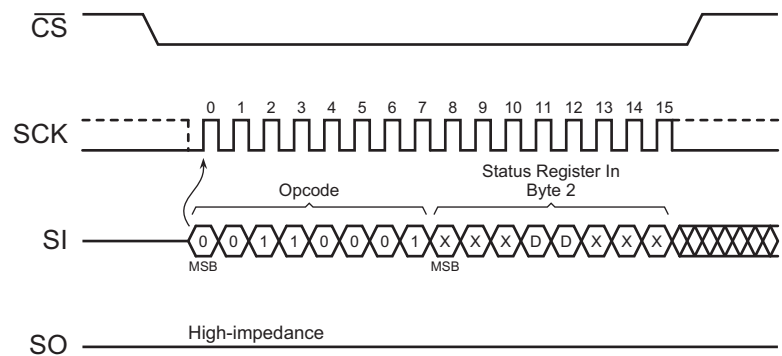 CS
0 1 2 3 4 5 6 7 8 9 10 11 12 13 14 15
SCK
Opcode
Status Register In
Byte 2
SI
0 0 1 1 0 0 0 1 X X X D D X X X
MSB
MSB
High-impedance
SO